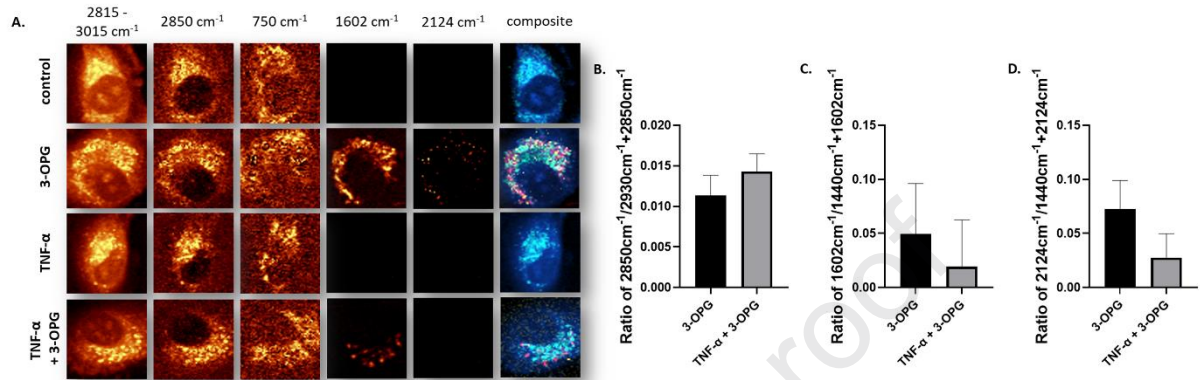 A.
2815 -
3015 cm⁻¹
2850 cm⁻¹
750 cm⁻¹
1602 cm⁻¹
2124 cm⁻¹
composite
control
3-OPG
TNF-α
TNF-α
+ 3-OPG
B.
Ratio of 2850cm⁻¹/2930cm⁻¹+2850cm⁻¹
0.020
0.015
0.010
0.005
0.000
3-OPG
TNF-α + 3-OPG
C.
Ratio of 1602cm⁻¹/1440cm⁻¹+1602cm⁻¹
0.15
0.10
0.05
0.00
3-OPG
TNF-α + 3-OPG
D.
Ratio of 2124cm⁻¹/1440cm⁻¹+2124cm⁻¹
0.15
0.10
0.05
0.00
3-OPG
TNF-α + 3-OPG
roof